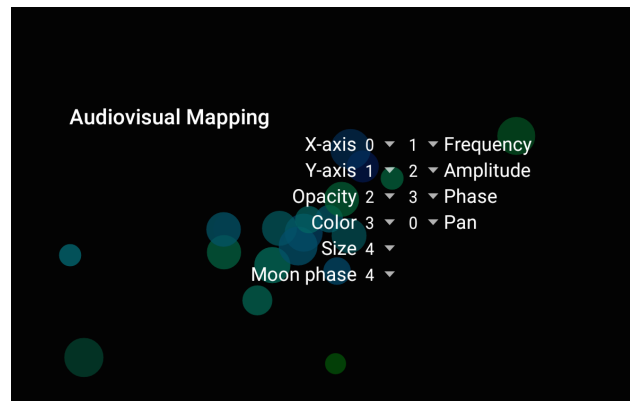 Audiovisual Mapping
X-axis 0 1 Frequency
Y-axis 1 2 Amplitude
Opacity 2 3 Phase
Color 3 0 Pan
Size 4
Moon phase 4